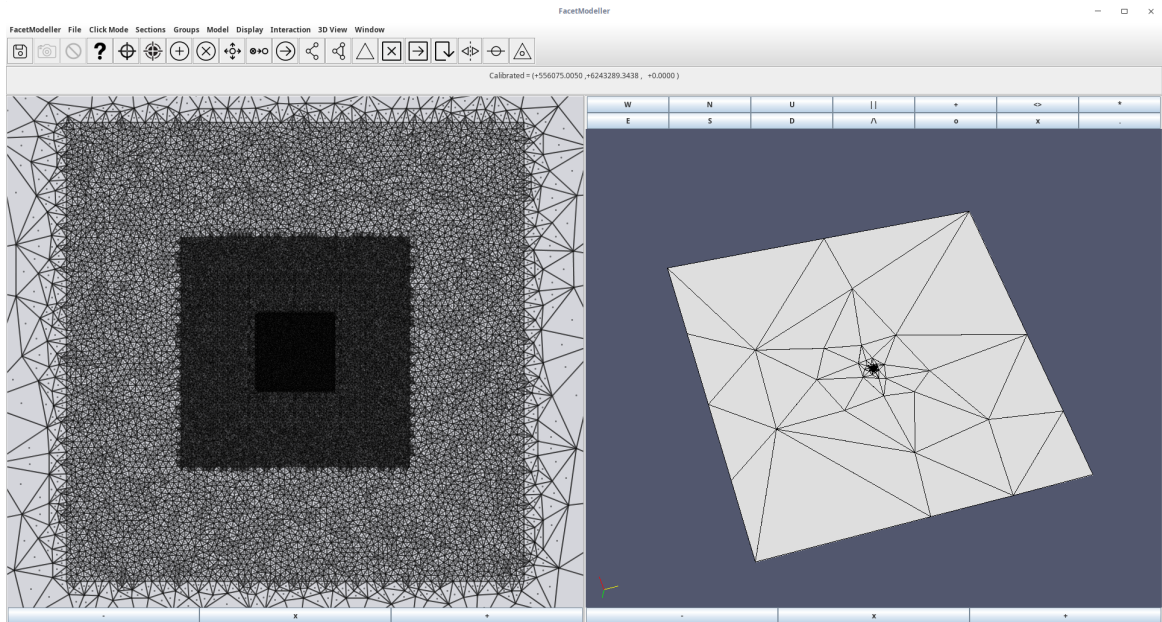 FacetModeller
FacetModeller File Click Mode Sections Groups Model Display Interaction 3D View Window
Calibrated = (+556075.0050 ,+6243289.3438 , +0.0000 )
W N U || + <> *
E S D /\ o x .
- x + - x +